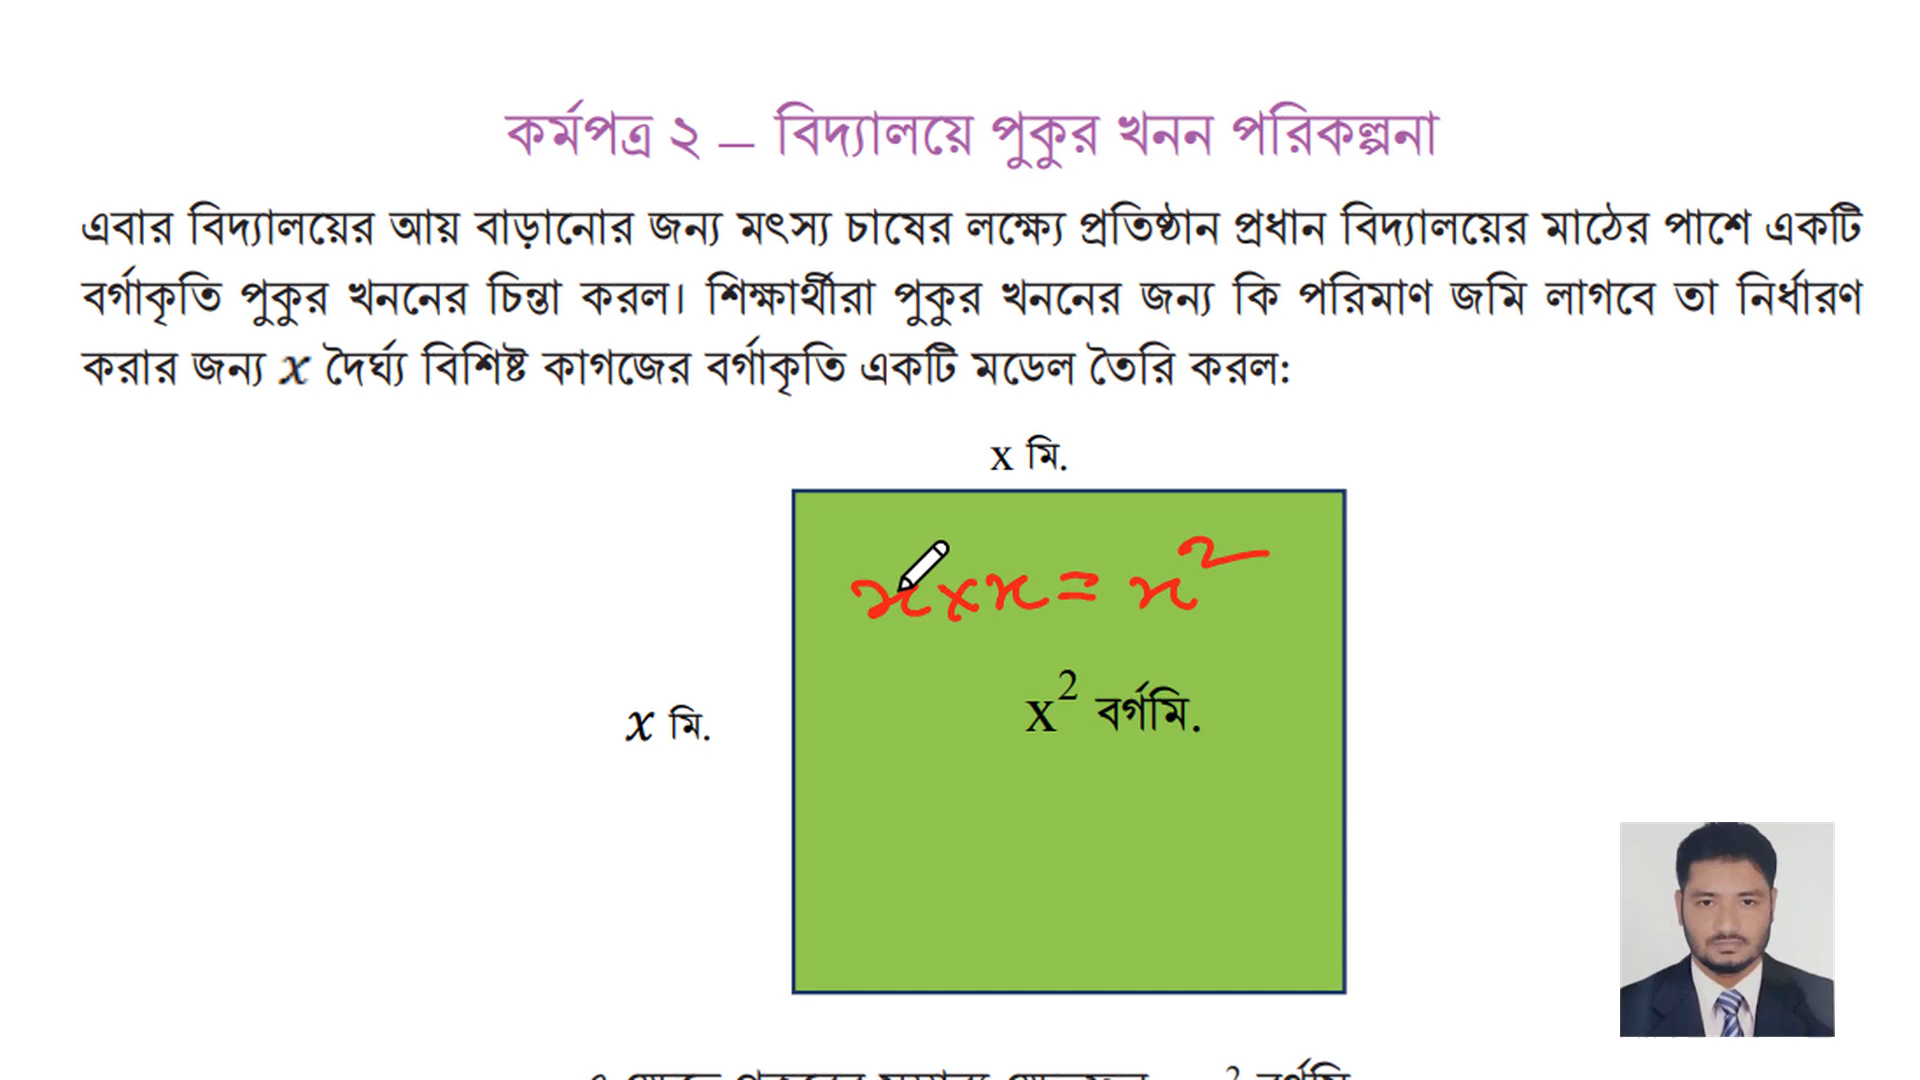 কর্মপত্র ২ – বিদ্যালয়ে পুকুর খনন পরিকল্পনা
এবার বিদ্যালয়ের আয় বাড়ানোর জন্য মৎস্য চাষের লক্ষ্যে প্রতিষ্ঠান প্রধান বিদ্যালয়ের মাঠের পাশে একটি
বর্গাকৃতি পুকুর খননের চিন্তা করল। শিক্ষার্থীরা পুকুর খননের জন্য কি পরিমাণ জমি লাগবে তা নির্ধারণ
করার জন্য x দৈর্ঘ্য বিশিষ্ট কাগজের বর্গাকৃতি একটি মডেল তৈরি করল:
x মি.
x × x = x²
x² বর্গমি.
x মি.